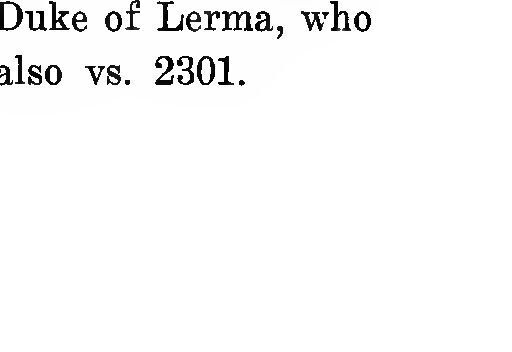 Duke of Lerma, who
also vs. 2301.